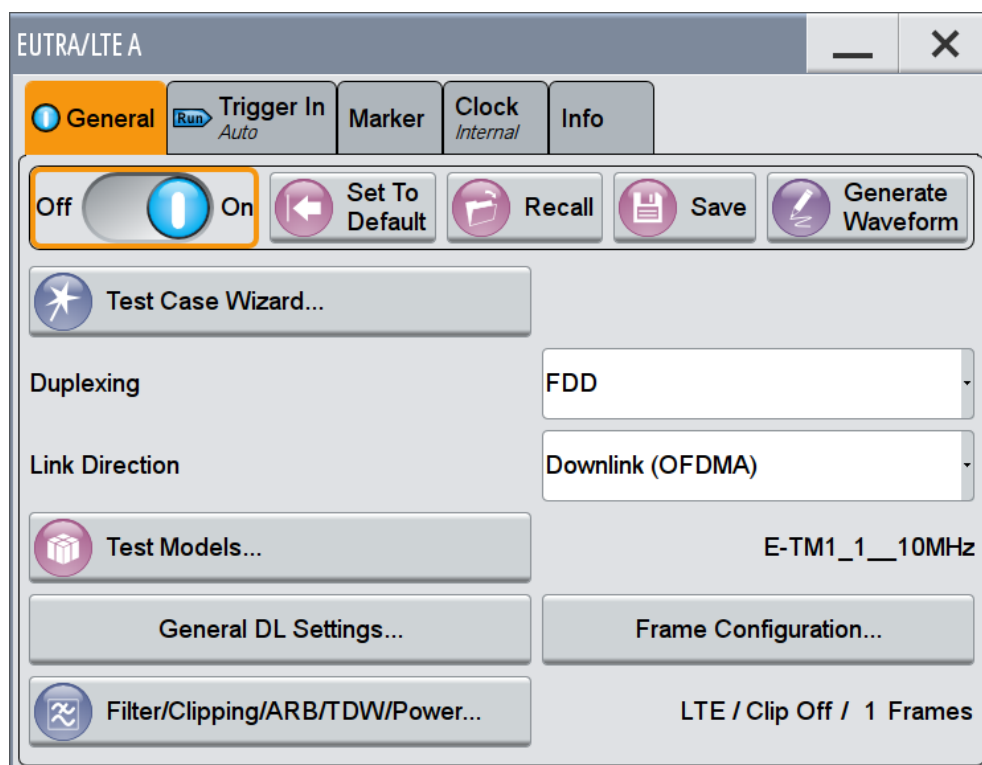 EUTRA/LTE A
General
Run
Trigger In
Auto
Marker
Clock
Internal
Info
Off
On
Set To
Default
Recall
Save
Generate
Waveform
Test Case Wizard...
Duplexing
FDD
Link Direction
Downlink (OFDMA)
Test Models...
E-TM1_1__10MHz
General DL Settings...
Frame Configuration...
Filter/Clipping/ARB/TDW/Power...
LTE / Clip Off / 1 Frames